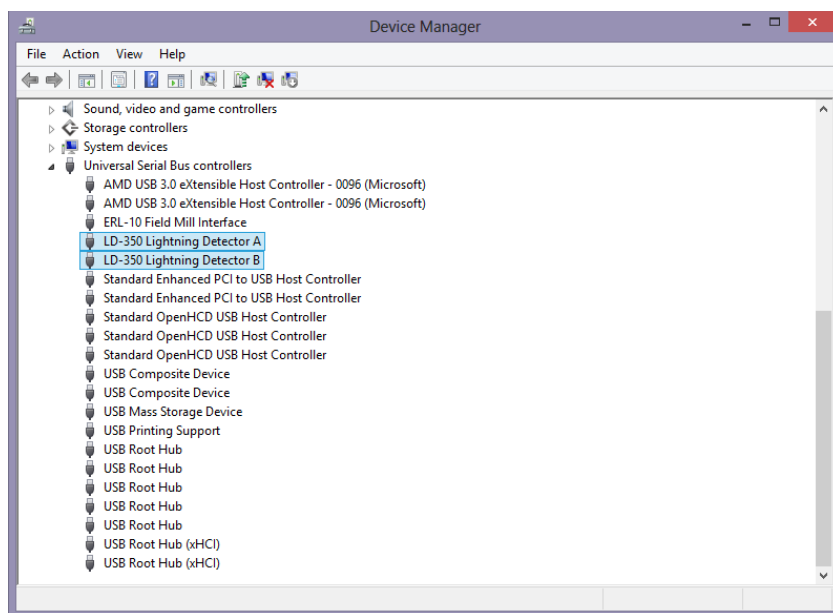 Device Manager
File Action View Help
Sound, video and game controllers
Storage controllers
System devices
Universal Serial Bus controllers
AMD USB 3.0 eXtensible Host Controller - 0096 (Microsoft)
AMD USB 3.0 eXtensible Host Controller - 0096 (Microsoft)
ERL-10 Field Mill Interface
LD-350 Lightning Detector A
LD-350 Lightning Detector B
Standard Enhanced PCI to USB Host Controller
Standard Enhanced PCI to USB Host Controller
Standard OpenHCD USB Host Controller
Standard OpenHCD USB Host Controller
Standard OpenHCD USB Host Controller
USB Composite Device
USB Composite Device
USB Mass Storage Device
USB Printing Support
USB Root Hub
USB Root Hub
USB Root Hub
USB Root Hub
USB Root Hub
USB Root Hub (xHCI)
USB Root Hub (xHCI)